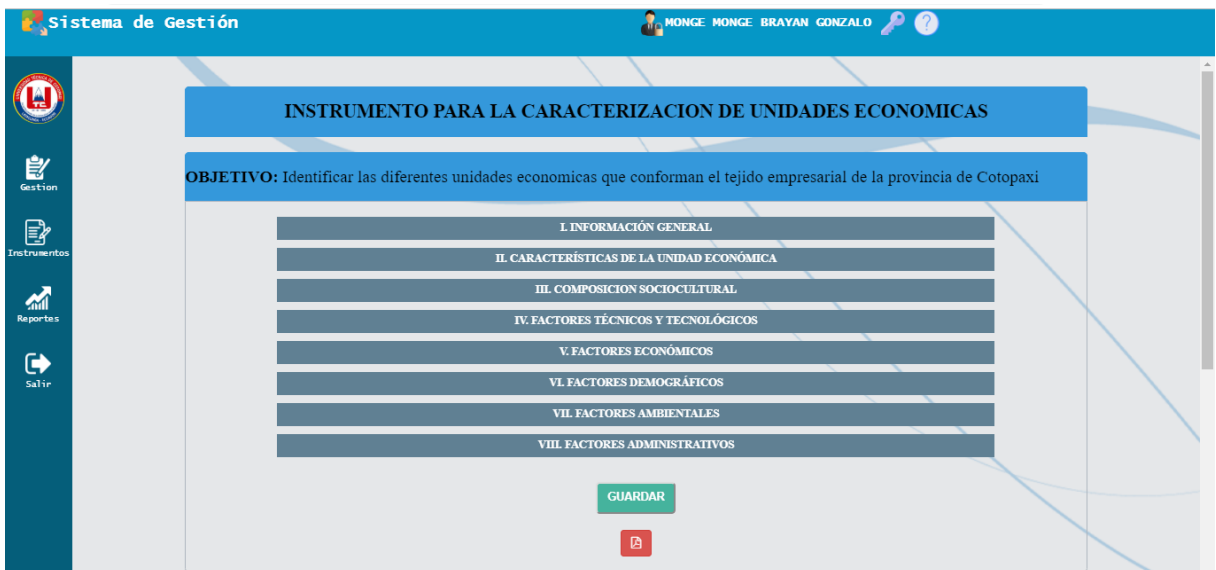 Sistema de Gestión
MONGE MONGE BRAYAN GONZALO
?
INSTRUMENTO PARA LA CARACTERIZACION DE UNIDADES ECONOMICAS
OBJETIVO: Identificar las diferentes unidades economicas que conforman el tejido empresarial de la provincia de Cotopaxi
Gestion
Instrumentos
Reportes
Salir
I. INFORMACIÓN GENERAL
II. CARACTERÍSTICAS DE LA UNIDAD ECONÓMICA
III. COMPOSICION SOCIOCULTURAL
IV. FACTORES TÉCNICOS Y TECNOLÓGICOS
V. FACTORES ECONÓMICOS
VI. FACTORES DEMOGRÁFICOS
VII. FACTORES AMBIENTALES
VIII. FACTORES ADMINISTRATIVOS
GUARDAR